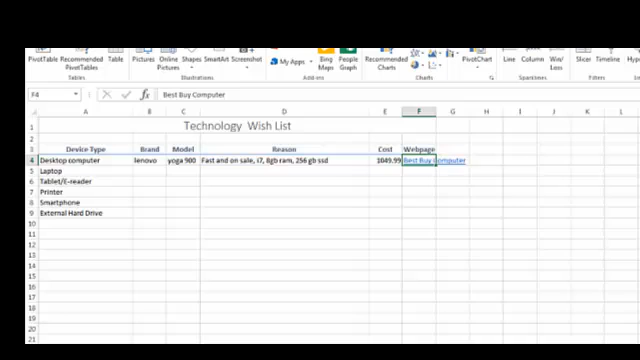 PivotTable Recommended PivotTables Table Pictures Online Pictures Shapes SmartArt Screenshot My Apps Bing Maps People Graph Recommended Charts PivotChart Line Column Win/Loss Slicer Timeline
Tables Illustrations Add-ins Charts Sparklines Filters
F4 fx Best Buy Computer
A B C D E F G H I J K L
1 Technology Wish List
2
3 Device Type Brand Model Reason Cost Webpage
4 Desktop computer lenovo yoga 900 Fast and on sale, i7, 8gb ram, 256 gb ssd Best Buy Computer
5 Laptop
6 Tablet/E-reader
7 Printer
8 Smartphone
9 External Hard Drive
10
11
12
13
14
15
16
17
18
19
20
21